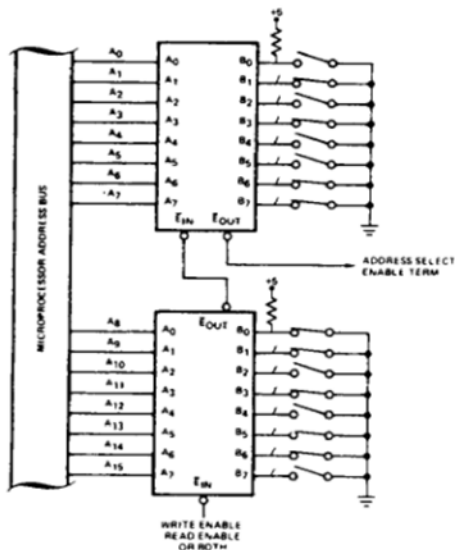 +5
A0 A0 B0
A1 A1 B1
A2 A2 B2
A3 A3 B3
A4 A4 B4
A5 A5 B5
A6 A6 B6
A7 A7 B7
EIN EOUT
MICROPROCESSOR ADDRESS BUS
ADDRESS SELECT
ENABLE TERM
+5
EOUT
A8 A0 B0
A9 A1 B1
A10 A2 B2
A11 A3 B3
A12 A4 B4
A13 A5 B5
A14 A6 B6
A15 A7 B7
EIN
WRITE ENABLE
READ ENABLE
OR BOTH